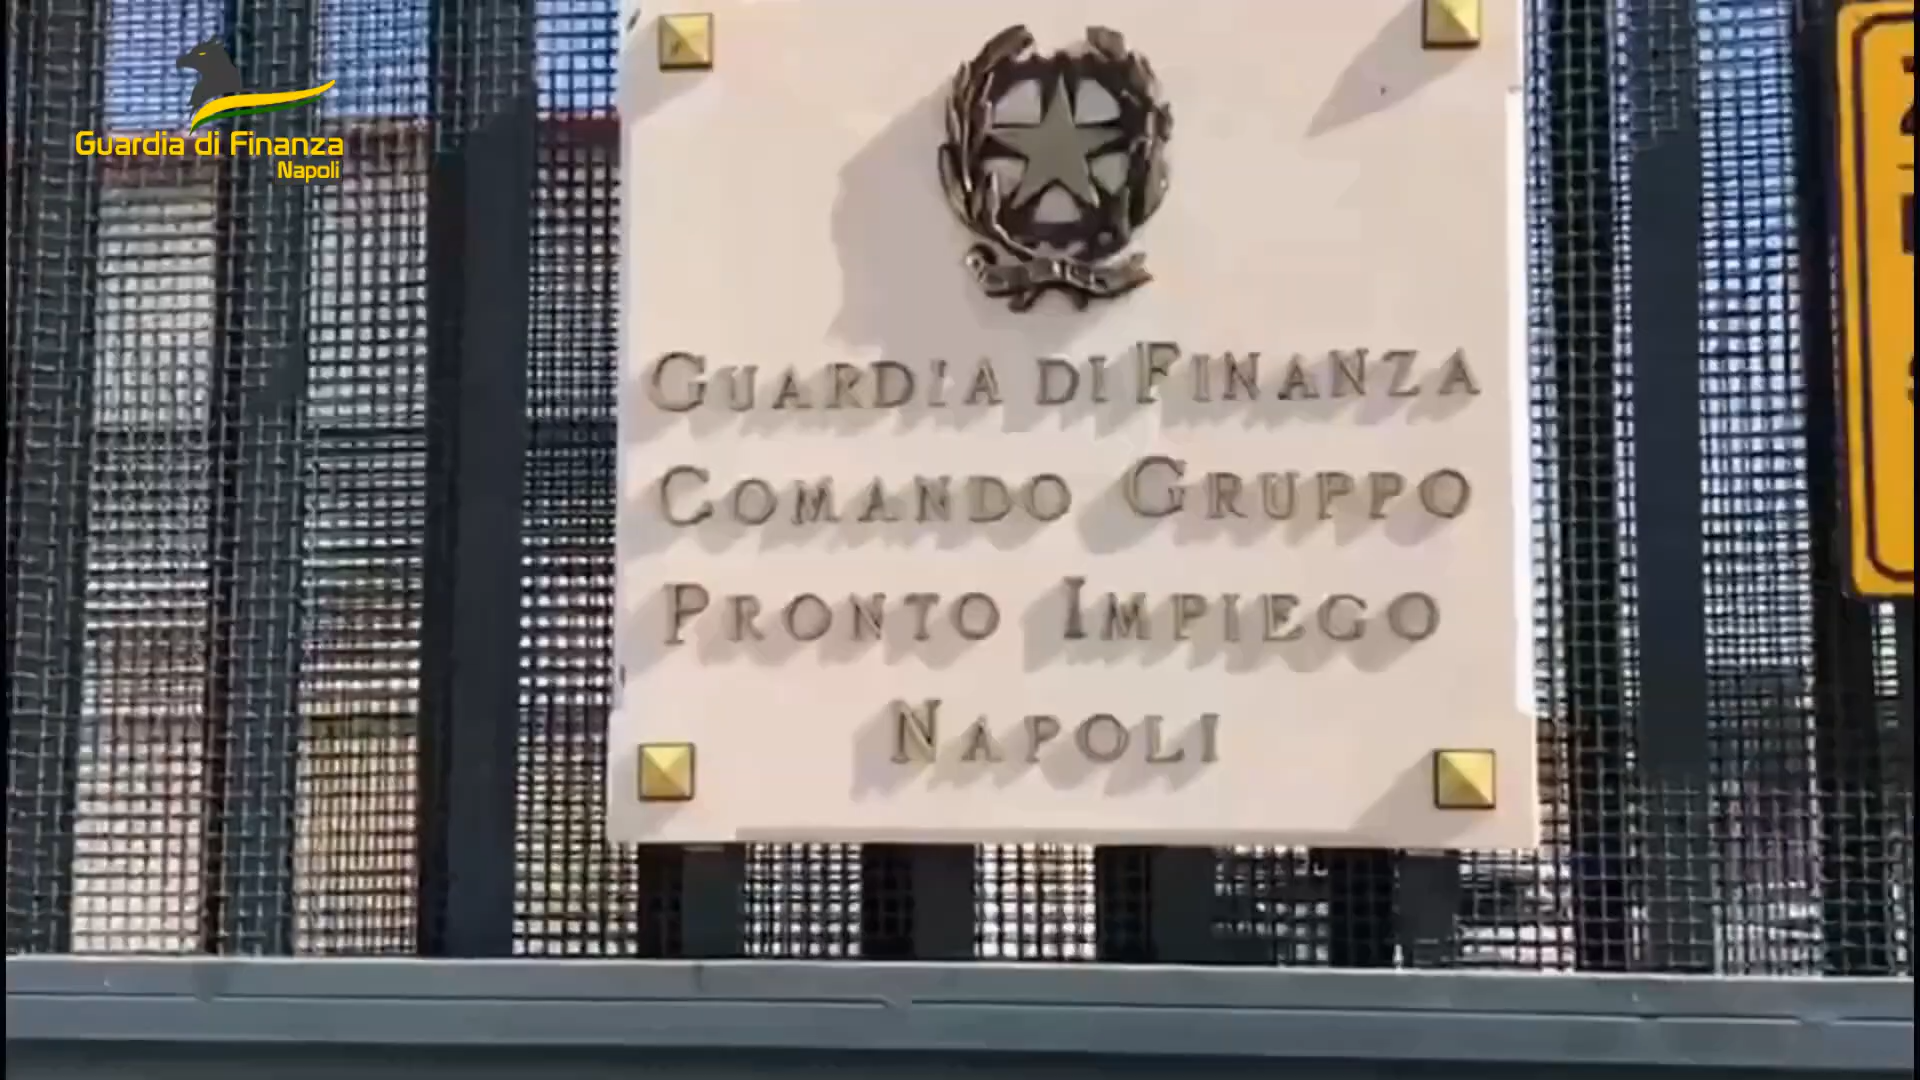 Guardia di Finanza
Napoli
GUARDIA DI FINANZA
COMANDO GRUPPO
PRONTO IMPIEGO
NAPOLI